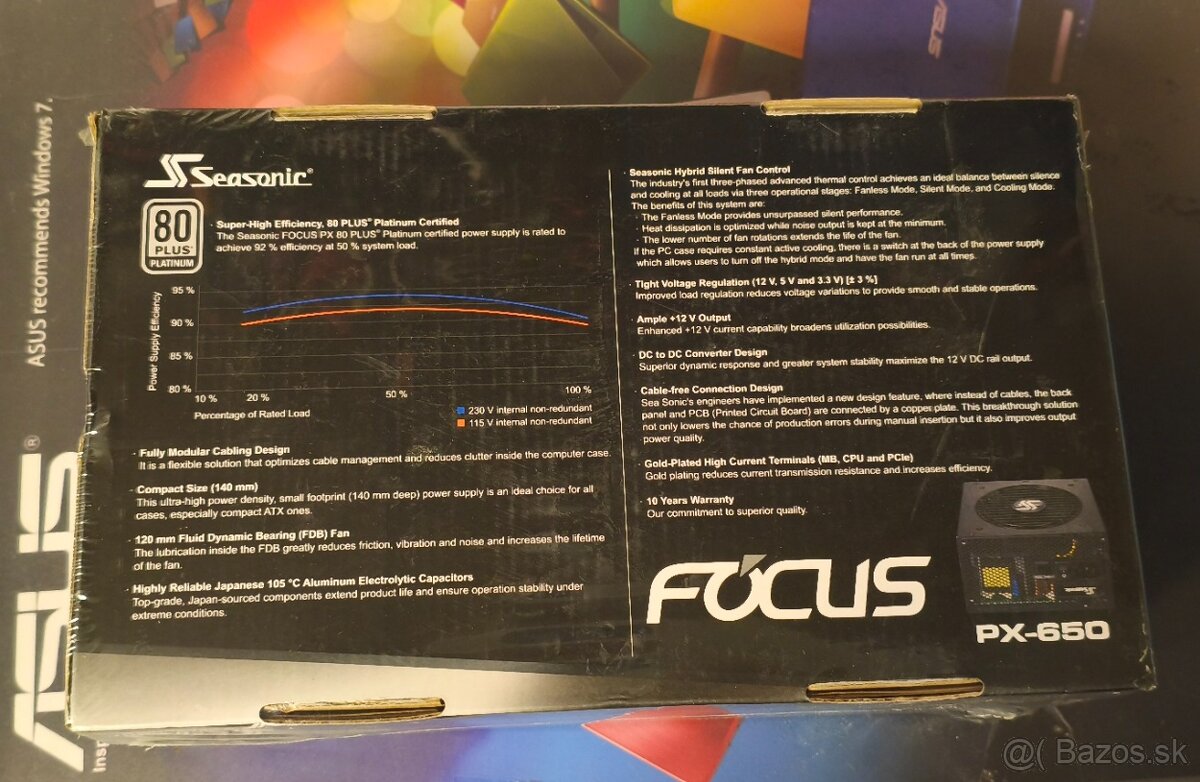 ASUS recommends Windows 7.
ASUS®
ASUS
Seasonic®
80
PLUS®
PLATINUM
· Super-High Efficiency, 80 PLUS® Platinum Certified
The Seasonic FOCUS PX 80 PLUS® Platinum certified power supply is rated to
achieve 92 % efficiency at 50 % system load.
Power Supply Efficiency
95 %
90 %
85 %
80 %
10 %
20 %
50 %
100 %
Percentage of Rated Load
230 V internal non-redundant
115 V internal non-redundant
· Fully Modular Cabling Design
It is a flexible solution that optimizes cable management and reduces clutter inside the computer case.
· Compact Size (140 mm)
This ultra-high power density, small footprint (140 mm deep) power supply is an ideal choice for all
cases, especially compact ATX ones.
· 120 mm Fluid Dynamic Bearing (FDB) Fan
The lubrication inside the FDB greatly reduces friction, vibration and noise and increases the lifetime
of the fan.
· Highly Reliable Japanese 105 °C Aluminum Electrolytic Capacitors
Top-grade, Japan-sourced components extend product life and ensure operation stability under
extreme conditions.
· Seasonic Hybrid Silent Fan Control
The industry's first three-phased advanced thermal control achieves an ideal balance between silence
and cooling at all loads via three operational stages: Fanless Mode, Silent Mode, and Cooling Mode.
The benefits of this system are:
· The Fanless Mode provides unsurpassed silent performance.
· Heat dissipation is optimized while noise output is kept at the minimum.
· The lower number of fan rotations extends the life of the fan.
If the PC case requires constant active cooling, there is a switch at the back of the power supply
which allows users to turn off the hybrid mode and have the fan run at all times.
· Tight Voltage Regulation (12 V, 5 V and 3.3 V) [± 3 %]
Improved load regulation reduces voltage variations to provide smooth and stable operations.
· Ample +12 V Output
Enhanced +12 V current capability broadens utilization possibilities.
· DC to DC Converter Design
Superior dynamic response and greater system stability maximize the 12 V DC rail output.
· Cable-free Connection Design
Sea Sonic's engineers have implemented a new design feature, where instead of cables, the back
panel and PCB (Printed Circuit Board) are connected by a copper plate. This breakthrough solution
not only lowers the chance of production errors during manual insertion but it also improves output
power quality.
· Gold-Plated High Current Terminals (MB, CPU and PCIe)
Gold plating reduces current transmission resistance and increases efficiency.
· 10 Years Warranty
Our commitment to superior quality.
FOCUS
PX-650
@( Bazos.sk